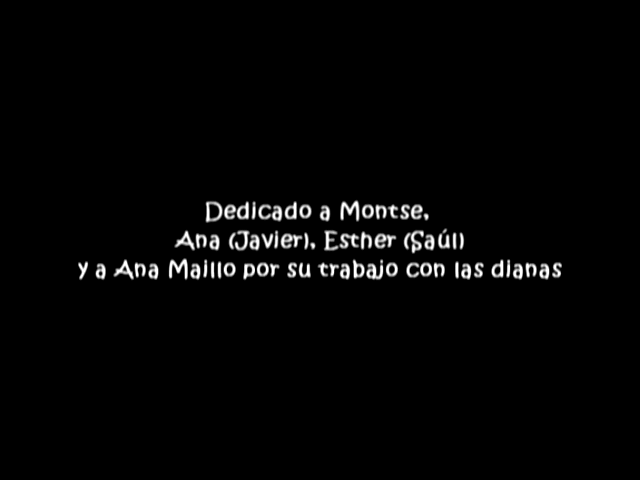 Dedicado a Montse,
Ana (Javier), Esther (Saúl)
y a Ana Maillo por su trabajo con las dianas